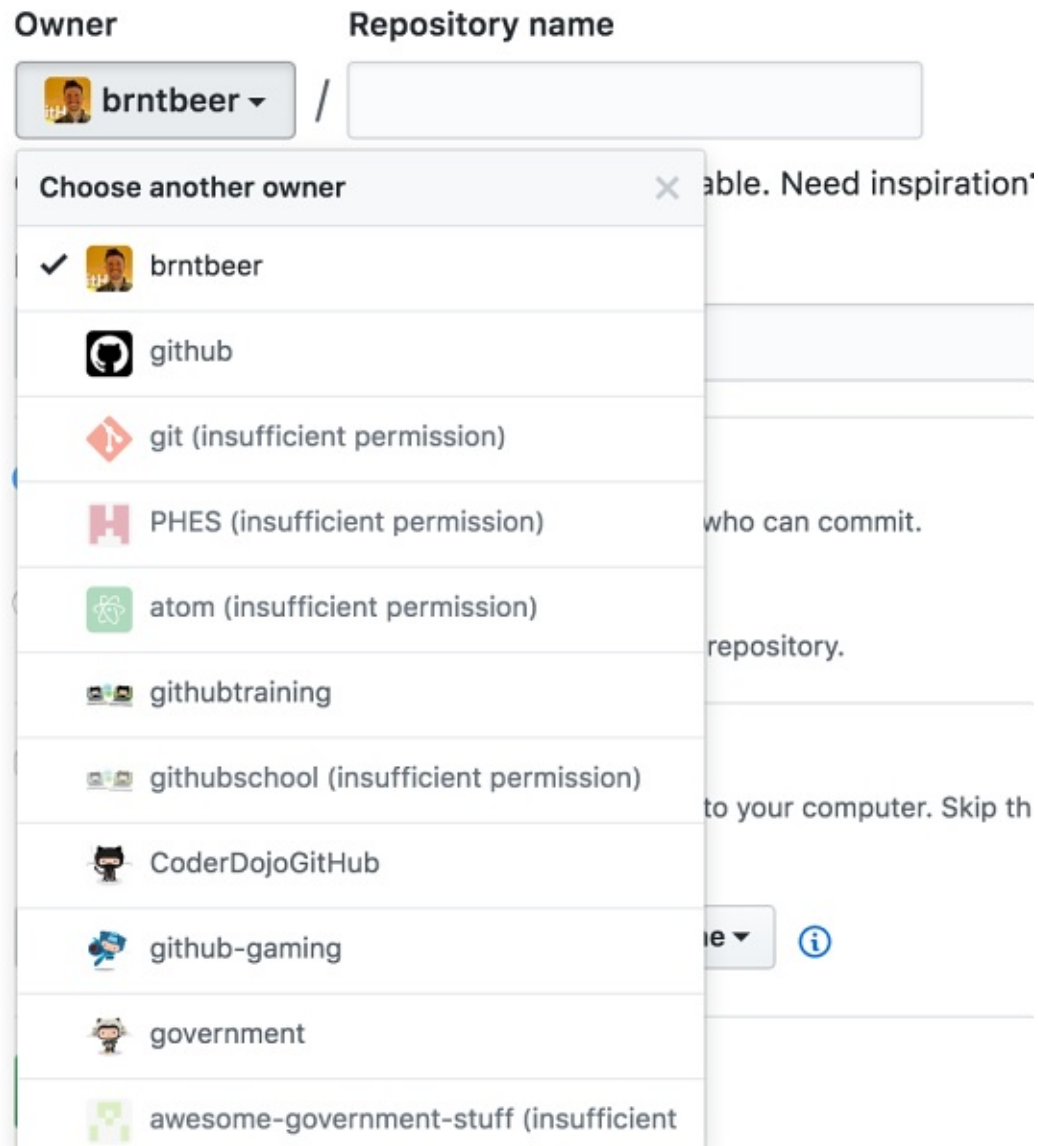 Owner Repository name
brntbeer / 
Choose another owner
able. Need inspiration
brntbeer
github
git (insufficient permission)
PHES (insufficient permission)
who can commit.
atom (insufficient permission)
repository.
githubtraining
githubschool (insufficient permission)
to your computer. Skip th
CoderDojoGitHub
github-gaming
government
awesome-government-stuff (insufficient